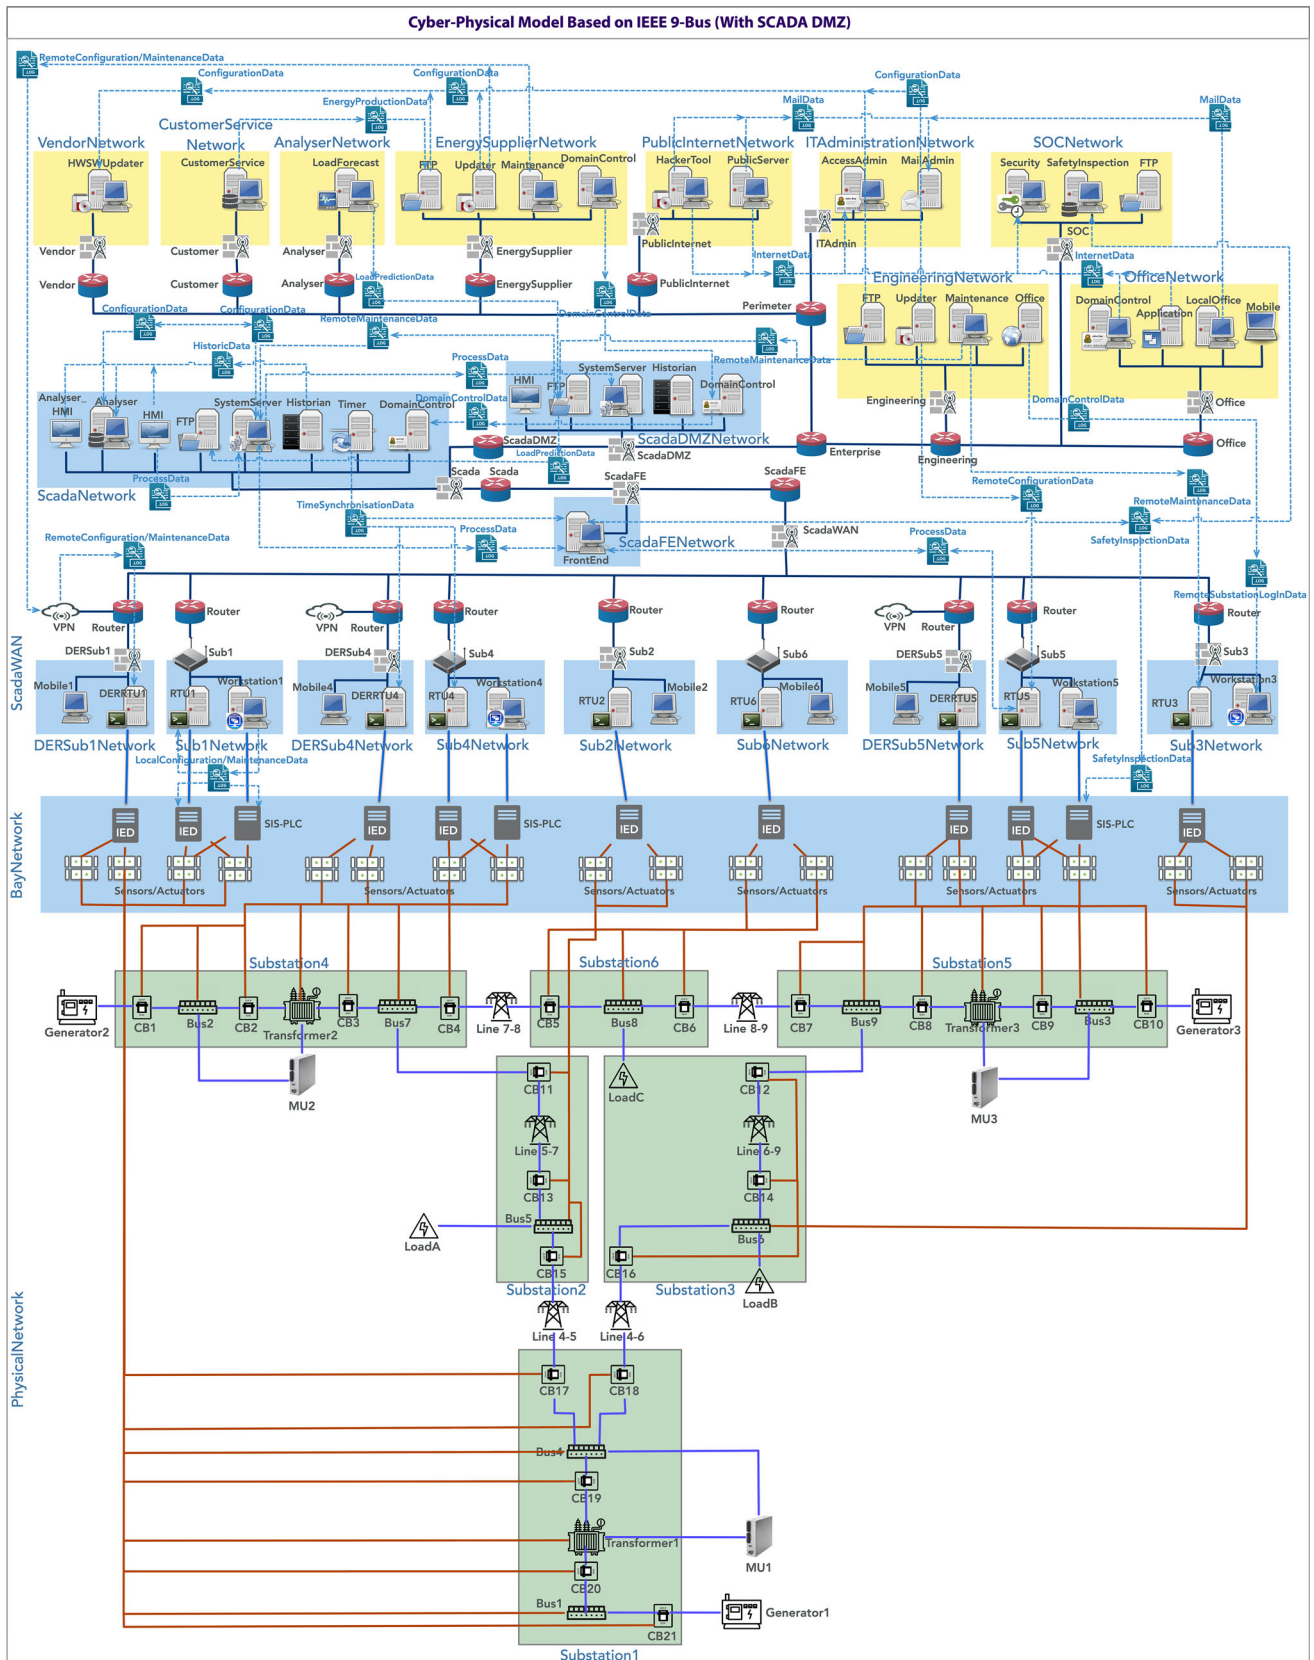 Cyber-Physical Model Based on IEEE 9-Bus (With SCADA DMZ)
RemoteConfiguration/MaintenanceData
ConfigurationData
ConfigurationData
ConfigurationData
EnergyProductionData
MailData
MailData
VendorNetwork
CustomerService
Network
AnalyserNetwork
EnergySupplierNetwork
PublicInternetNetwork
ITAdministrationNetwork
SOCNetwork
HWSWUpdater
CustomerService
LoadForecast
FTP
Updater
Maintenance
DomainControl
HackerTool
PublicServer
AccessAdmin
MailAdmin
Security
SafetyInspection
FTP
Vendor
Customer
Analyser
EnergySupplier
PublicInternet
ITAdmin
SOC
Vendor
Customer
Analyser
EnergySupplier
PublicInternet
Perimeter
LoadPredictionData
InternetData
InternetData
EngineeringNetwork
OfficeNetwork
FTP
Updater
Maintenance
Office
DomainControl
Application
LocalOffice
Mobile
ConfigurationData
ConfigurationData
RemoteMaintenanceData
DomainControlData
HistoricData
ProcessData
RemoteMaintenanceData
Analyser_
HMI
Analyser
HMI
FTP
SystemServer
Historian
Timer
DomainControl
DomainControlData
HMI
FTP
SystemServer
Historian
DomainControl
Engineering
DomainControlData
Office
ScadaDMZ
ScadaDMZNetwork
ScadaDMZ
LoadPredictionData
Enterprise
Engineering
Office
ScadaNetwork
ProcessData
Scada
Scada
ScadaFE
ScadaFE
RemoteConfigurationData
RemoteMaintenanceData
TimeSynchronisationData
ProcessData
FrontEnd
ScadaFENetwork
ScadaWAN
ProcessData
SafetyInspectionData
RemoteConfiguration/MaintenanceData
RemoteSubstationLogInData
ScadaWAN
VPN
Router
Router
VPN
Router
Router
Router
Router
VPN
Router
Router
Router
DERSub1
Sub1
DERSub4
Sub4
Sub2
Sub6
DERSub5
Sub5
Sub3
Mobile1
DERRTU1
RTU1
Workstation1
Mobile4
DERRTU4
RTU4
Workstation4
RTU2
Mobile2
RTU6
Mobile6
Mobile5
DERRTU5
RTU5
Workstation5
RTU3
Workstation3
DERSub1Network
Sub1Network
DERSub4Network
Sub4Network
Sub2Network
Sub6Network
DERSub5Network
Sub5Network
Sub3Network
LocalConfiguration/MaintenanceData
SafetyInspectionData
BayNetwork
IED
IED
SIS-PLC
IED
IED
SIS-PLC
IED
IED
IED
IED
SIS-PLC
IED
Sensors/Actuators
Sensors/Actuators
Sensors/Actuators
Sensors/Actuators
Sensors/Actuators
Sensors/Actuators
Substation4
Substation6
Substation5
Generator2
CB1
Bus2
CB2
Transformer2
CB3
Bus7
CB4
Line 7-8
CB5
Bus8
CB6
Line 8-9
CB7
Bus9
CB8
Transformer3
CB9
Bus3
CB10
Generator3
MU2
CB11
LoadC
CB12
MU3
Line 5-7
Line 6-9
CB13
CB14
Bus5
Bus6
LoadA
CB15
CB16
Substation2
Substation3
LoadB
Line 4-5
Line 4-6
PhysicalNetwork
CB17
CB18
Bus4
CB19
Transformer1
MU1
CB20
Bus1
Generator1
CB21
Substation1